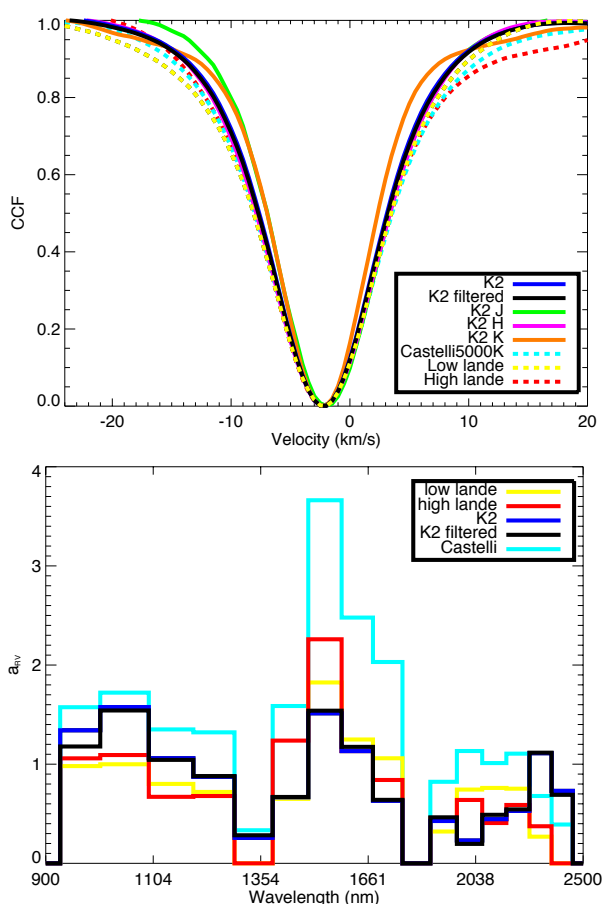 1.0
0.8
0.6
0.4
0.2
0.0
CCF
K2
K2 filtered
K2 J
K2 H
K2 K
Castelli5000K
Low lande
High lande
-20 -10 0 10 20
Velocity (km/s)
4
3
2
1
0
a_RV
low lande
high lande
K2
K2 filtered
Castelli
900 1104 1354 1661 2038 2500
Wavelength (nm)